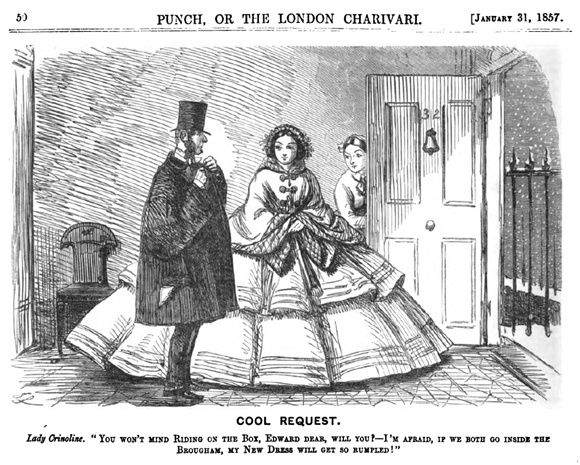 50 PUNCH, OR THE LONDON CHARIVARI. [JANUARY 31, 1857.
32
COOL REQUEST.
Lady Crinoline. "YOU WON'T MIND RIDING ON THE BOX, EDWARD DEAR, WILL YOU?—I'M AFRAID, IF WE BOTH GO INSIDE THE
BROUGHAM, MY NEW DRESS WILL GET SO RUMPLED!"